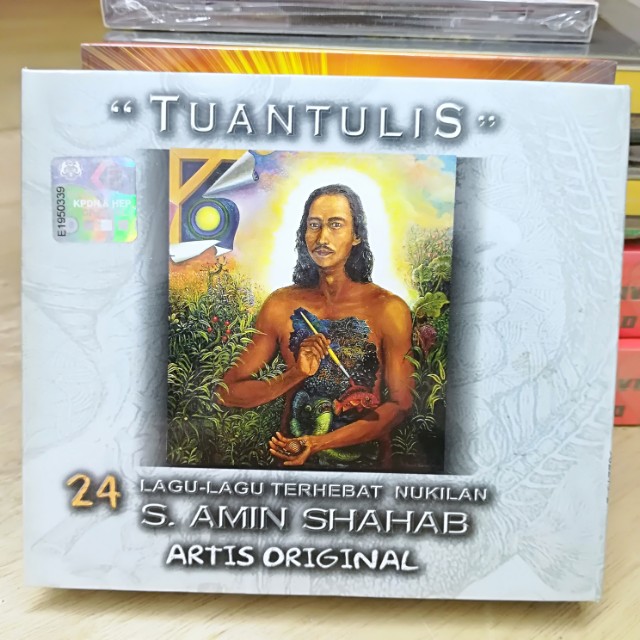 “ TUANTULIS ”
KPDN & HEP
E1950339
24 LAGU-LAGU TERHEBAT NUKILAN
S. AMIN SHAHAB
ARTIS ORIGINAL